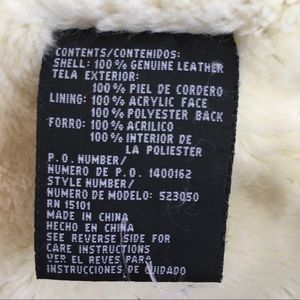 CONTENTS/CONTENIDOS:
SHELL: 100% GENUINE LEATHER
TELA EXTERIOR:
100% PIEL DE CORDERO
LINING: 100% ACRYLIC FACE
100% POLYESTER BACK
FORRO: 100% ACRILICO
100% INTERIOR DE
LA POLIESTER
P.O. NUMBER/
NUMERO DE P.O. 1400162
STYLE NUMBER/
NUMERO DE MODELO: 523050
RN 15101
MADE IN CHINA
HECHO EN CHINA
SEE REVERSE SIDE FOR
CARE INSTRUCTIONS
VER EL REVES PARA
INSTRUCCIONES DE CUIDADO